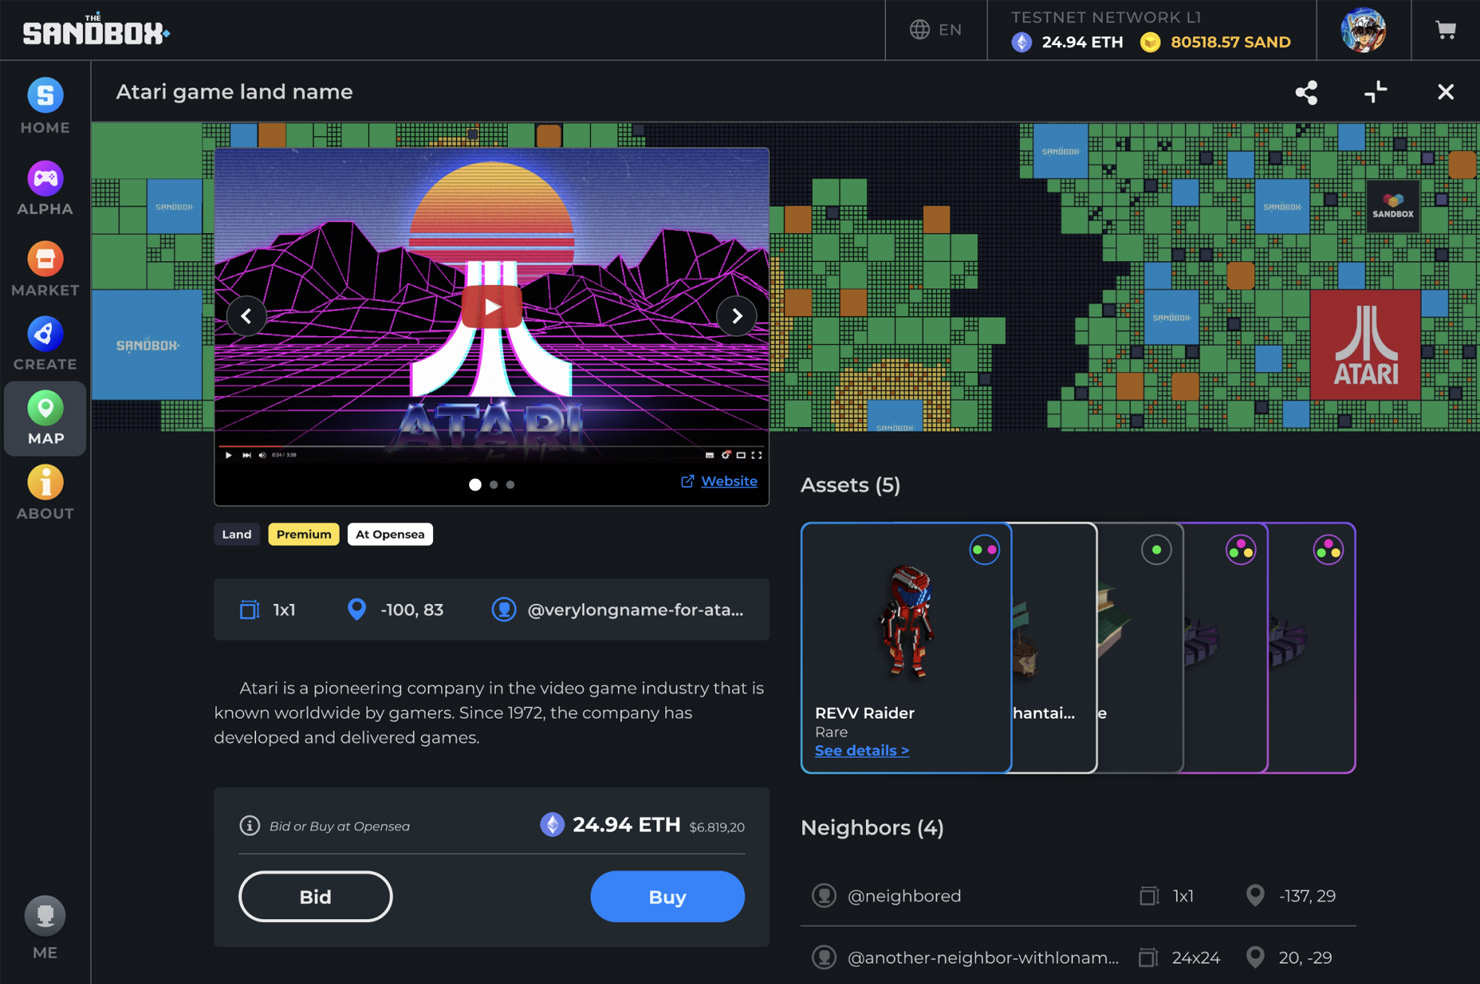 THE
SANDBOX
EN
TESTNET NETWORK L1
24.94 ETH
80518.57 SAND
HOME
ALPHA
MARKET
CREATE
MAP
ABOUT
ME
Atari game land name
SANDBOX
SANDBOX
SANDBOX
SANDBOX
SANDBOX
SANDBOX
SANDBOX
ATARI
ATARI
0:34 / 3:28
Website
Land
Premium
At Opensea
1x1
-100, 83
@verylongname-for-ata...
Atari is a pioneering company in the video game industry that is
known worldwide by gamers. Since 1972, the company has
developed and delivered games.
Bid or Buy at Opensea
24.94 ETH
$6.819,20
Bid
Buy
Assets (5)
REVV Raider
Rare
See details >
hantai...
e
Neighbors (4)
@neighbored
1x1
-137, 29
@another-neighbor-withlonam...
24x24
20, -29